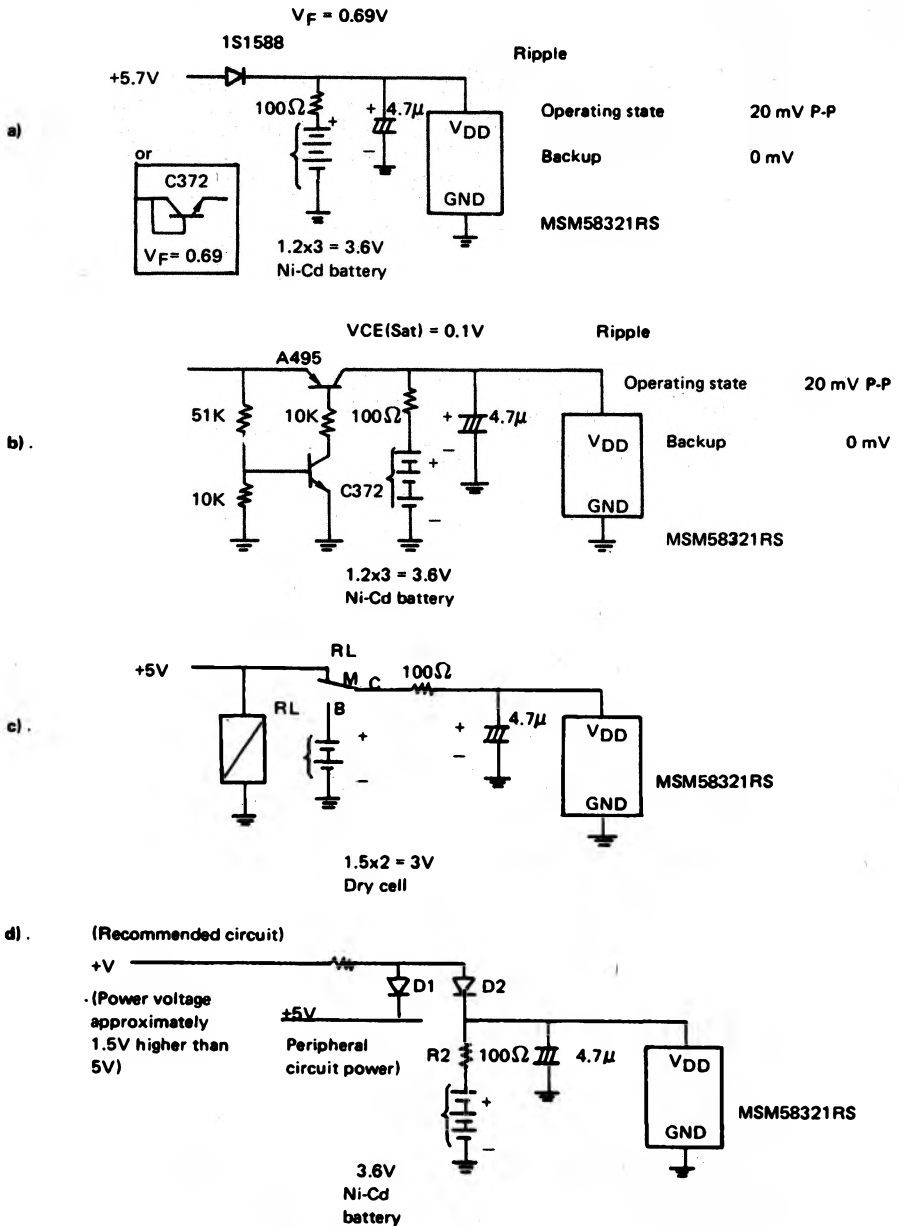 V_F = 0.69V
1S1588
Ripple
+5.7V
100Ω
+
+ 4.7μ
Operating state 20 mV P-P
a)
V_DD
−
Backup 0 mV
or
C372
GND
V_F = 0.69
MSM58321RS
1.2x3 = 3.6V
Ni-Cd battery
VCE(Sat) = 0.1V Ripple
A495
Operating state 20 mV P-P
51K
10K
100Ω
+
4.7μ
b).
V_DD
Backup 0 mV
+
−
10K
C372
GND
−
MSM58321RS
1.2x3 = 3.6V
Ni-Cd battery
RL
+5V
M C
100Ω
RL
B
4.7μ
c).
+
+
V_DD
−
−
MSM58321RS
GND
1.5x2 = 3V
Dry cell
d). (Recommended circuit)
+V
D1
D2
(Power voltage
approximately
1.5V higher than
5V)
+5V
Peripheral
circuit power)
R2 100Ω
4.7μ
V_DD
+
MSM58321RS
GND
−
3.6V
Ni-Cd
battery